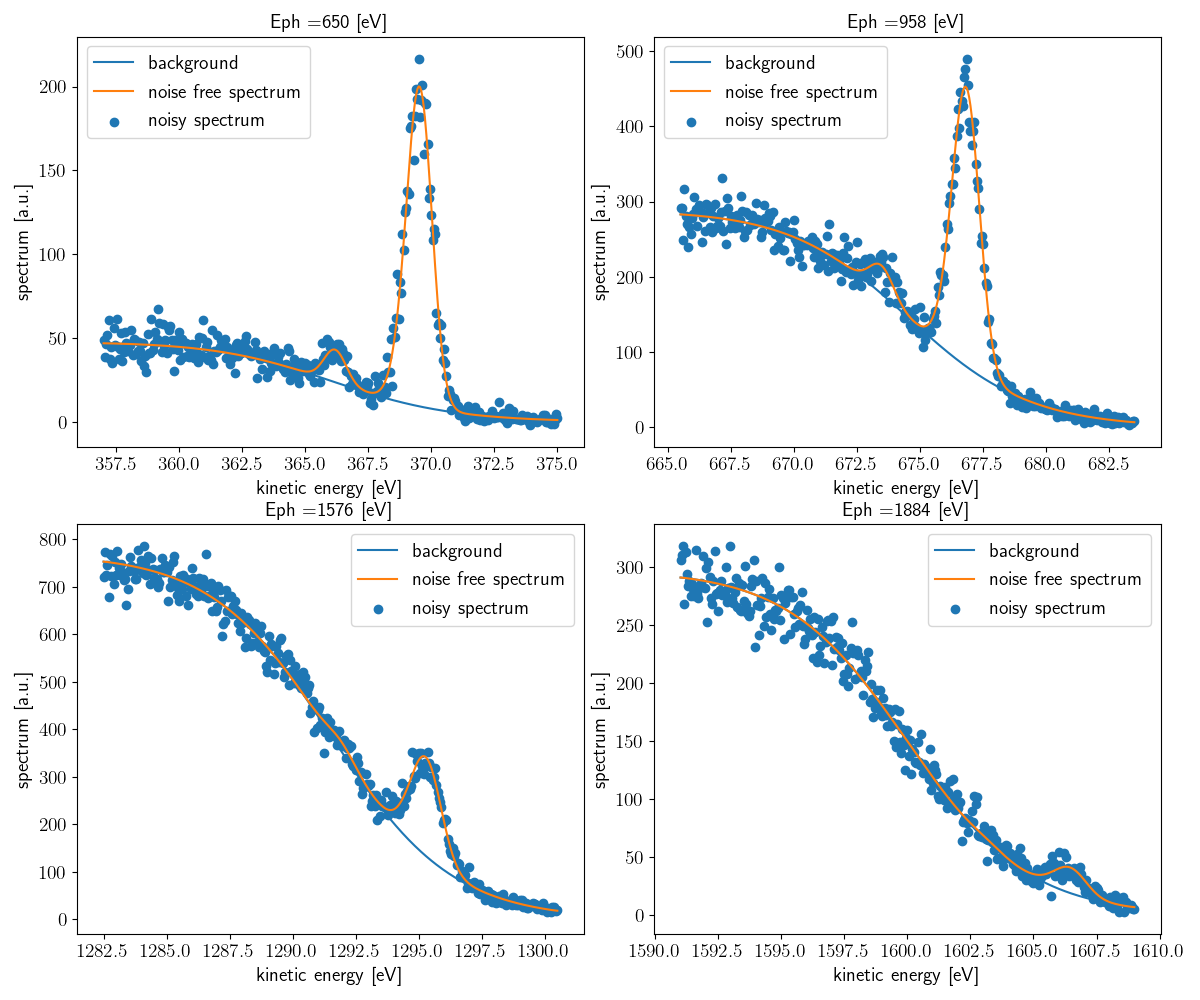 Eph =650 [eV]
background
noise free spectrum
noisy spectrum
200
150
100
50
0
spectrum [a.u.]
357.5 360.0 362.5 365.0 367.5 370.0 372.5 375.0
kinetic energy [eV]
Eph =958 [eV]
background
noise free spectrum
noisy spectrum
500
400
300
200
100
0
spectrum [a.u.]
665.0 667.5 670.0 672.5 675.0 677.5 680.0 682.5
kinetic energy [eV]
Eph =1576 [eV]
background
noise free spectrum
noisy spectrum
800
700
600
500
400
300
200
100
0
spectrum [a.u.]
1282.5 1285.0 1287.5 1290.0 1292.5 1295.0 1297.5 1300.0
kinetic energy [eV]
Eph =1884 [eV]
background
noise free spectrum
noisy spectrum
300
250
200
150
100
50
0
spectrum [a.u.]
1590.0 1592.5 1595.0 1597.5 1600.0 1602.5 1605.0 1607.5 1610.0
kinetic energy [eV]